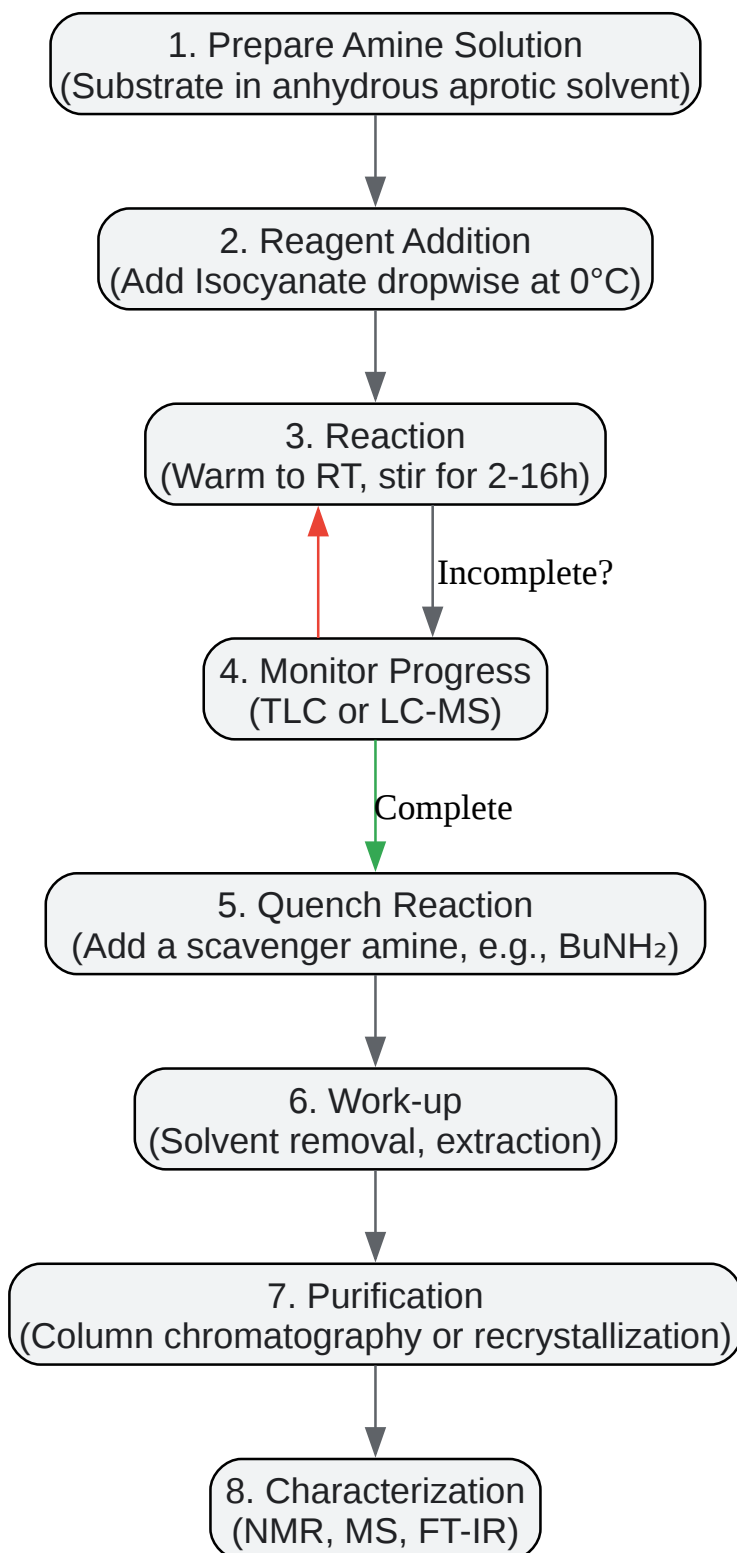 1. Prepare Amine Solution
(Substrate in anhydrous aprotic solvent)
2. Reagent Addition
(Add Isocyanate dropwise at 0°C)
3. Reaction
(Warm to RT, stir for 2-16h)
Incomplete?
4. Monitor Progress
(TLC or LC-MS)
Complete
5. Quench Reaction
(Add a scavenger amine, e.g., BuNH₂)
6. Work-up
(Solvent removal, extraction)
7. Purification
(Column chromatography or recrystallization)
8. Characterization
(NMR, MS, FT-IR)